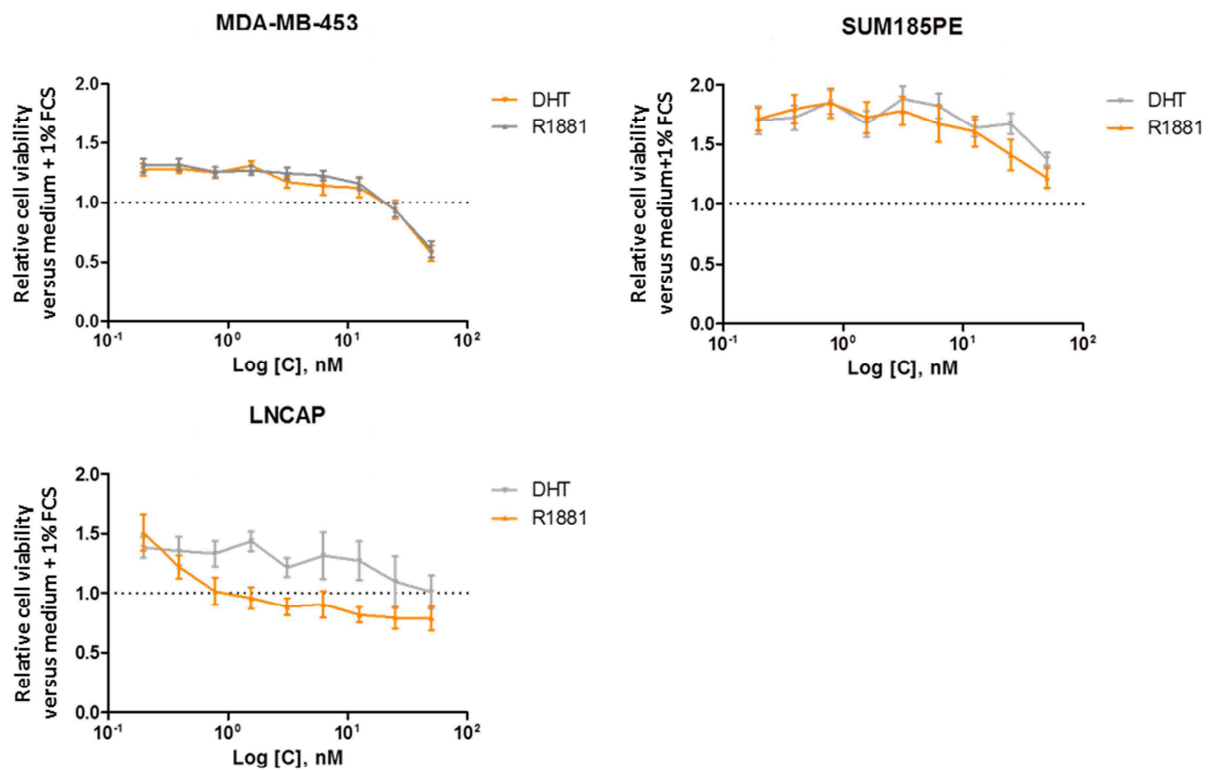 MDA-MB-453
Relative cell viability
versus medium + 1% FCS
2.0
1.5
1.0
0.5
0.0
10-1
100
101
102
Log [C], nM
DHT
R1881
SUM185PE
Relative cell viability
versus medium+1% FCS
2.0
1.5
1.0
0.5
0.0
10-1
100
101
102
Log [C], nM
DHT
R1881
LNCAP
Relative cell viability
versus medium + 1% FCS
2.0
1.5
1.0
0.5
0.0
10-1
100
101
102
Log [C], nM
DHT
R1881